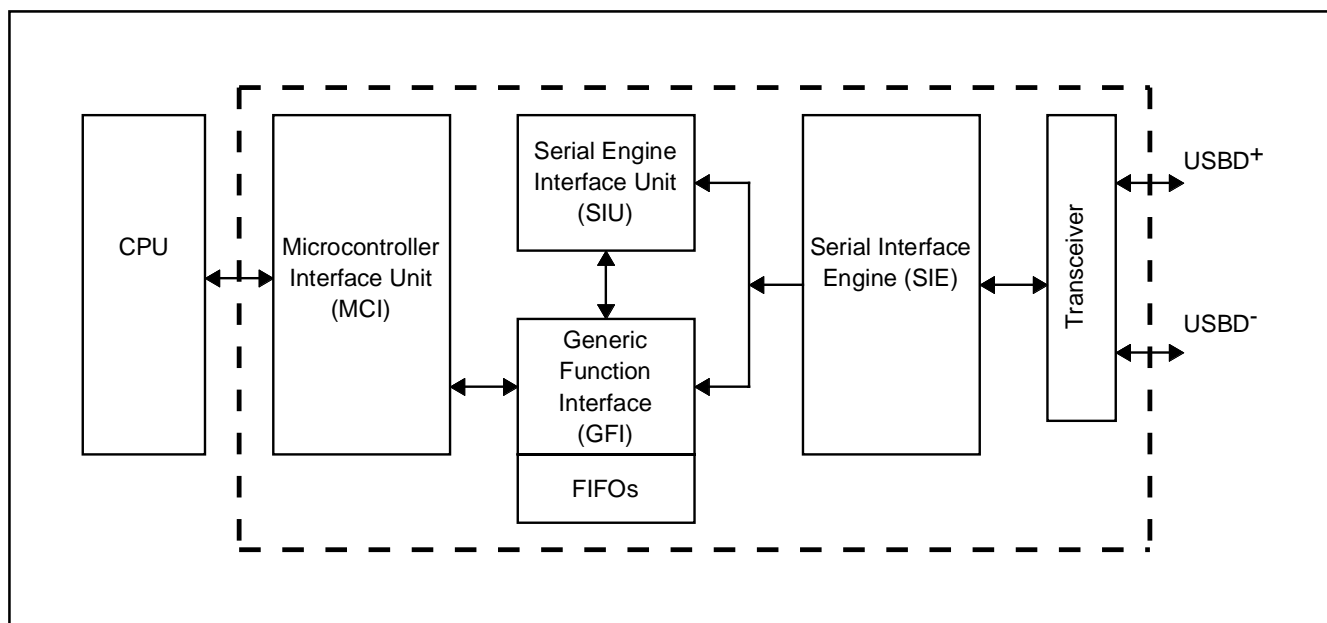 CPU
Microcontroller
Interface Unit
(MCI)
Serial Engine
Interface Unit
(SIU)
Generic
Function
Interface
(GFI)
FIFOs
Serial Interface
Engine (SIE)
Transceiver
USBD+
USBD-